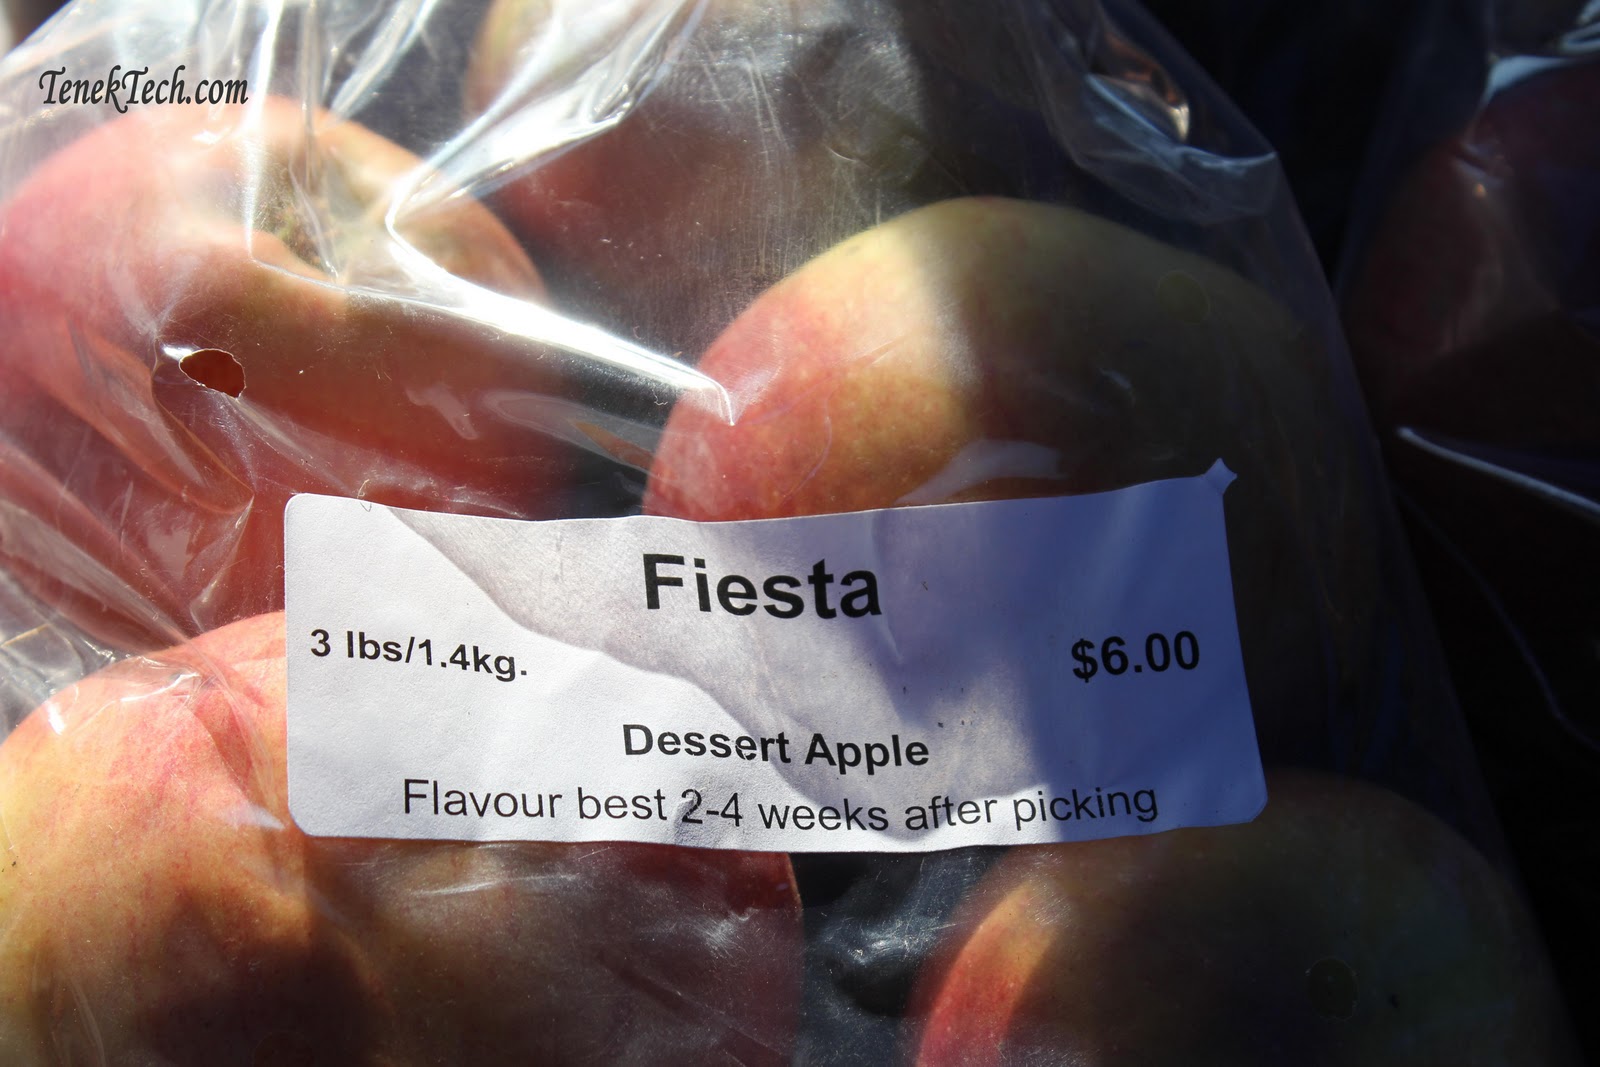 TenekTech.com
Fiesta
3 lbs/1.4kg. $6.00
Dessert Apple
Flavour best 2-4 weeks after picking